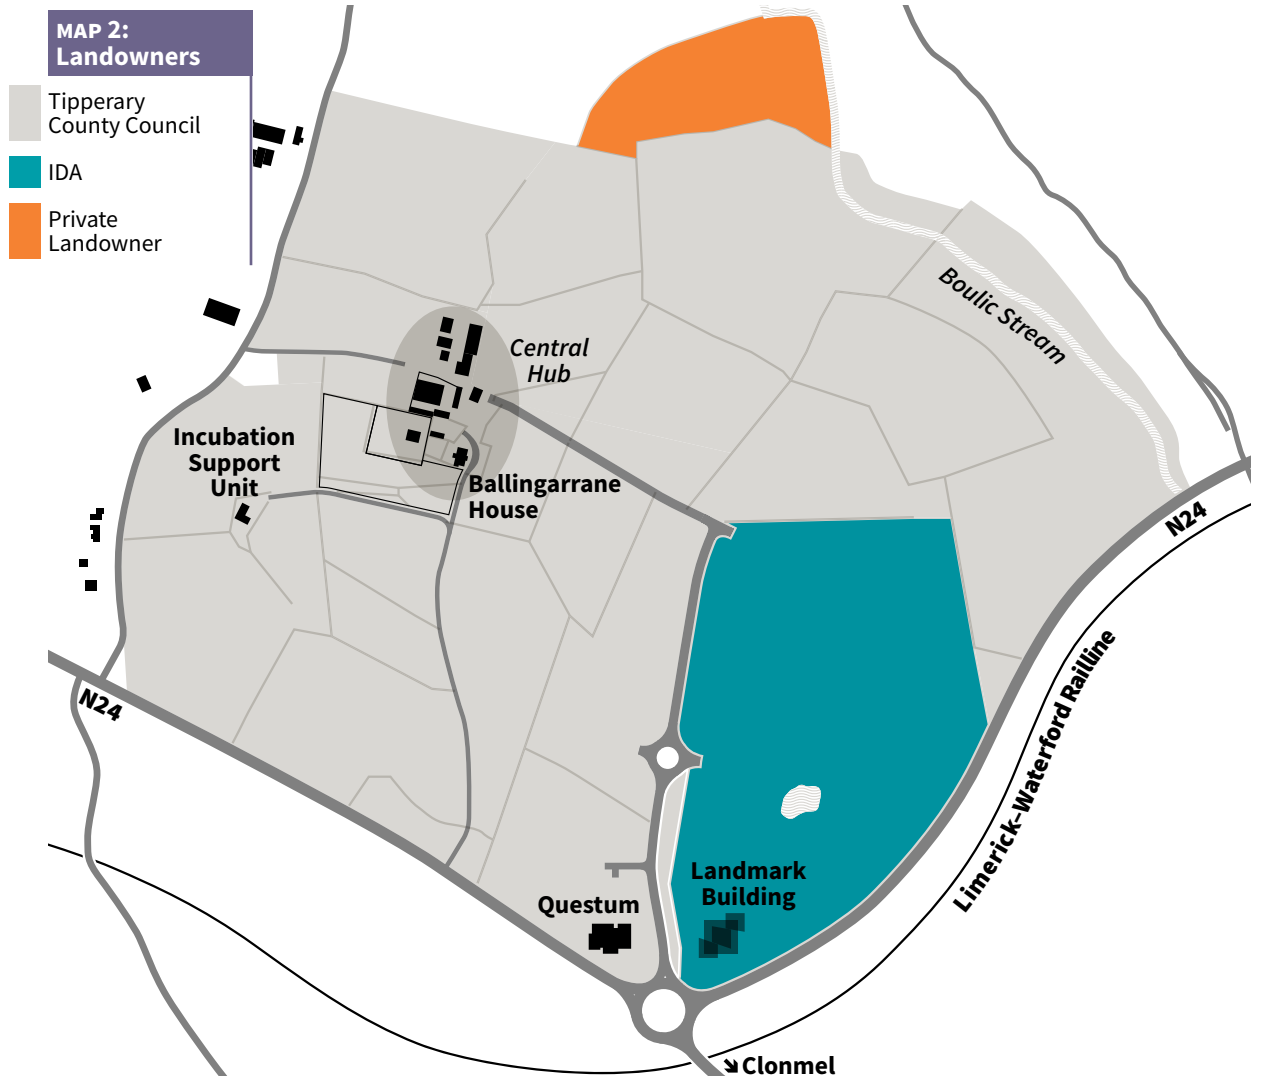 MAP 2:
Landowners
Tipperary
County Council
IDA
Private
Landowner
Boulic Stream
Central
Hub
Incubation
Support
Unit
Ballingarrane
House
N24
N24
Limerick–Waterford Railline
Landmark
Building
Questum
Clonmel